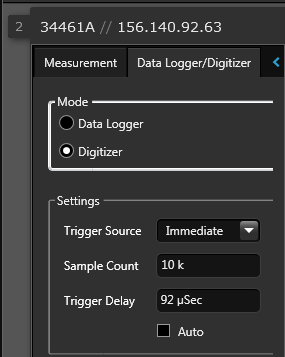 2
34461A // 156.140.92.63
Measurement Data Logger/Digitizer
Mode
Data Logger
Digitizer
Settings
Trigger Source Immediate
Sample Count 10 k
Trigger Delay 92 µSec
Auto